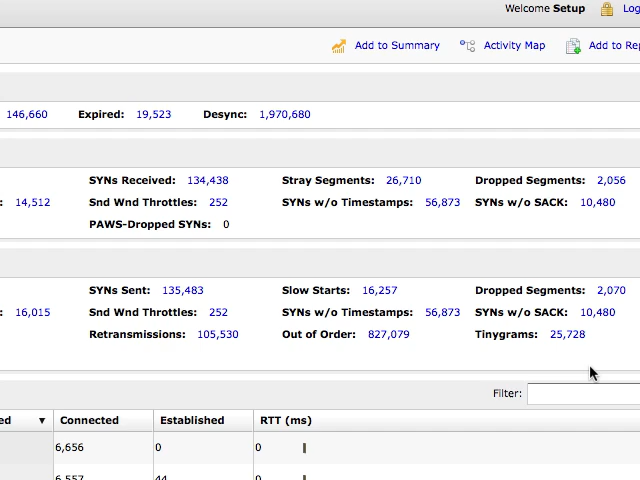 Welcome Setup Log
Add to Summary Activity Map Add to Re
146,660 Expired: 19,523 Desync: 1,970,680
SYNs Received: 134,438 Stray Segments: 26,710 Dropped Segments: 2,056
: 14,512 Snd Wnd Throttles: 252 SYNs w/o Timestamps: 56,873 SYNs w/o SACK: 10,480
PAWS-Dropped SYNs: 0
SYNs Sent: 135,483 Slow Starts: 16,257 Dropped Segments: 2,070
: 16,015 Snd Wnd Throttles: 252 SYNs w/o Timestamps: 56,873 SYNs w/o SACK: 10,480
Retransmissions: 105,530 Out of Order: 827,079 Tinygrams: 25,728
Filter:
ed ▼ Connected Established RTT (ms)
6,656 0 0
6,557 44 0